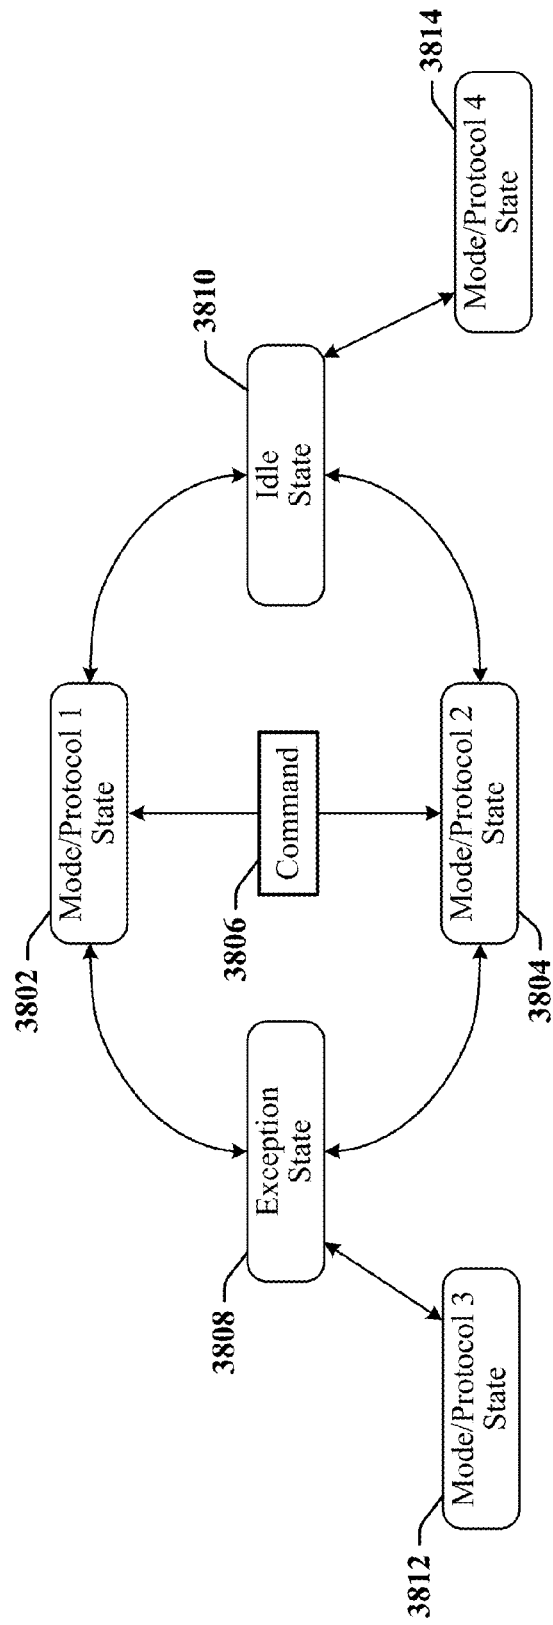 3802
Mode/Protocol 1
State
3810
Idle
State
3814
Mode/Protocol 4
State
3806
Command
3808
Exception
State
3804
Mode/Protocol 2
State
3812
Mode/Protocol 3
State